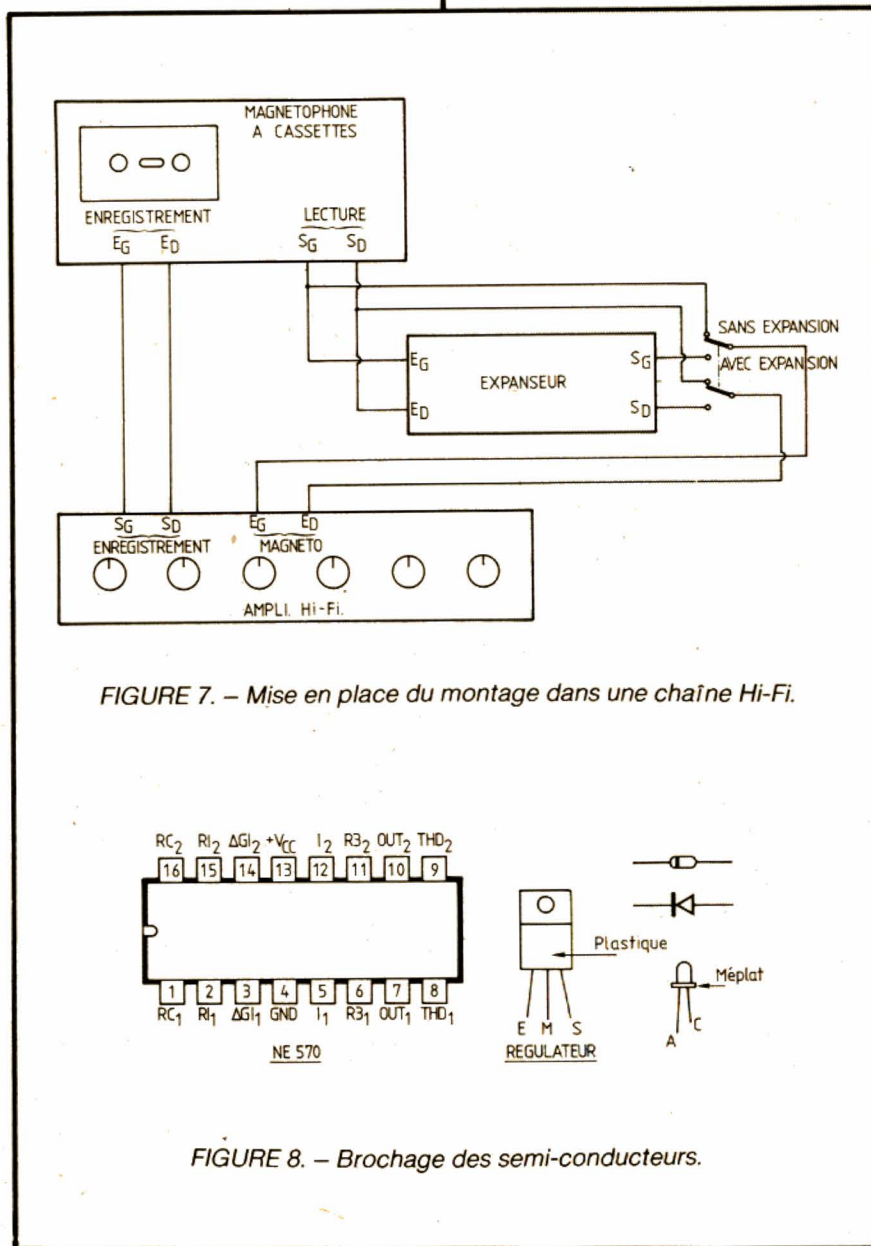 MAGNETOPHONE
A CASSETTES
ENREGISTREMENT
EG ED
LECTURE
SG SD
SANS EXPANSION
AVEC EXPANSION
EG
ED
EXPANSEUR
SG
SD
SG SD
ENREGISTREMENT
EG ED
MAGNETO
AMPLI. Hi-Fi.
FIGURE 7. – Mise en place du montage dans une chaîne Hi-Fi.
RC2 RI2 ΔGI2 +VCC I2 R32 OUT2 THD2
16 15 14 13 12 11 10 9
1 2 3 4 5 6 7 8
RC1 RI1 ΔGI1 GND I1 R31 OUT1 THD1
NE 570
Plastique
E M S
REGULATEUR
Méplat
A C
FIGURE 8. – Brochage des semi-conducteurs.